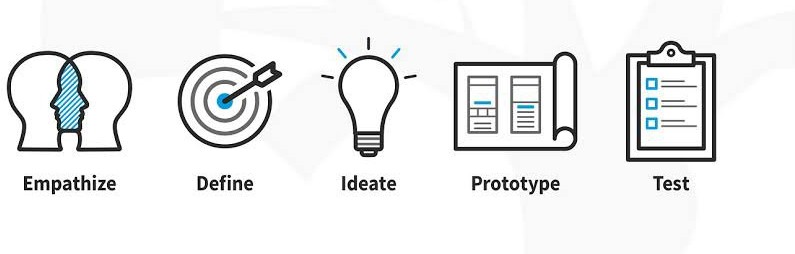 Empathize
Define
Ideate
Prototype
Test